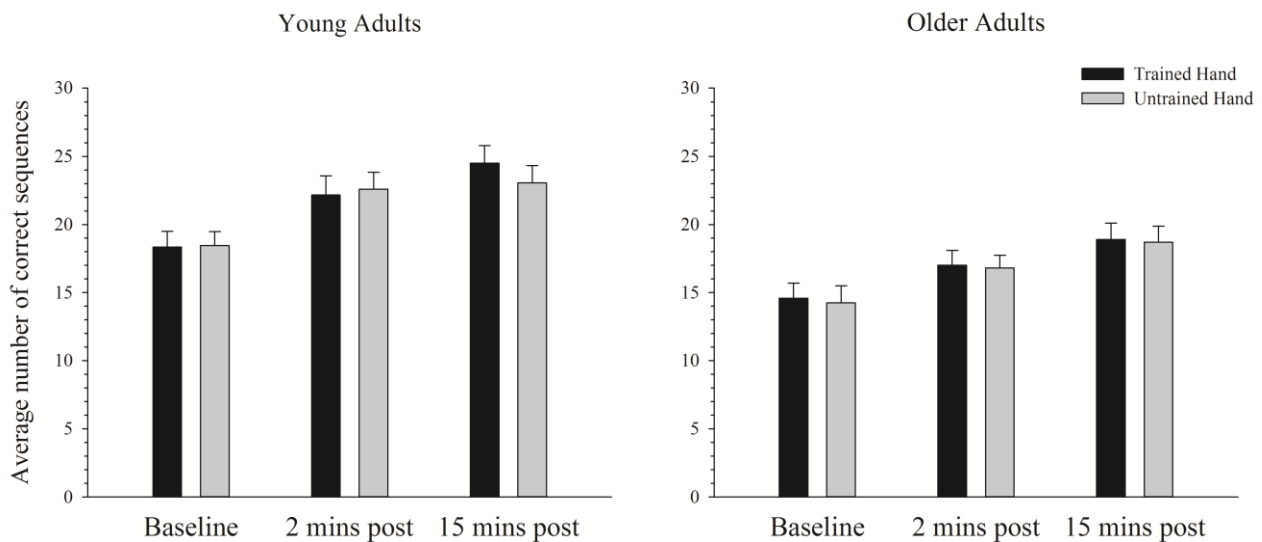 Young Adults
Older Adults
Trained Hand
Untrained Hand
Average number of correct sequences
30
25
20
15
10
5
0
Baseline
2 mins post
15 mins post
30
25
20
15
10
5
0
Baseline
2 mins post
15 mins post